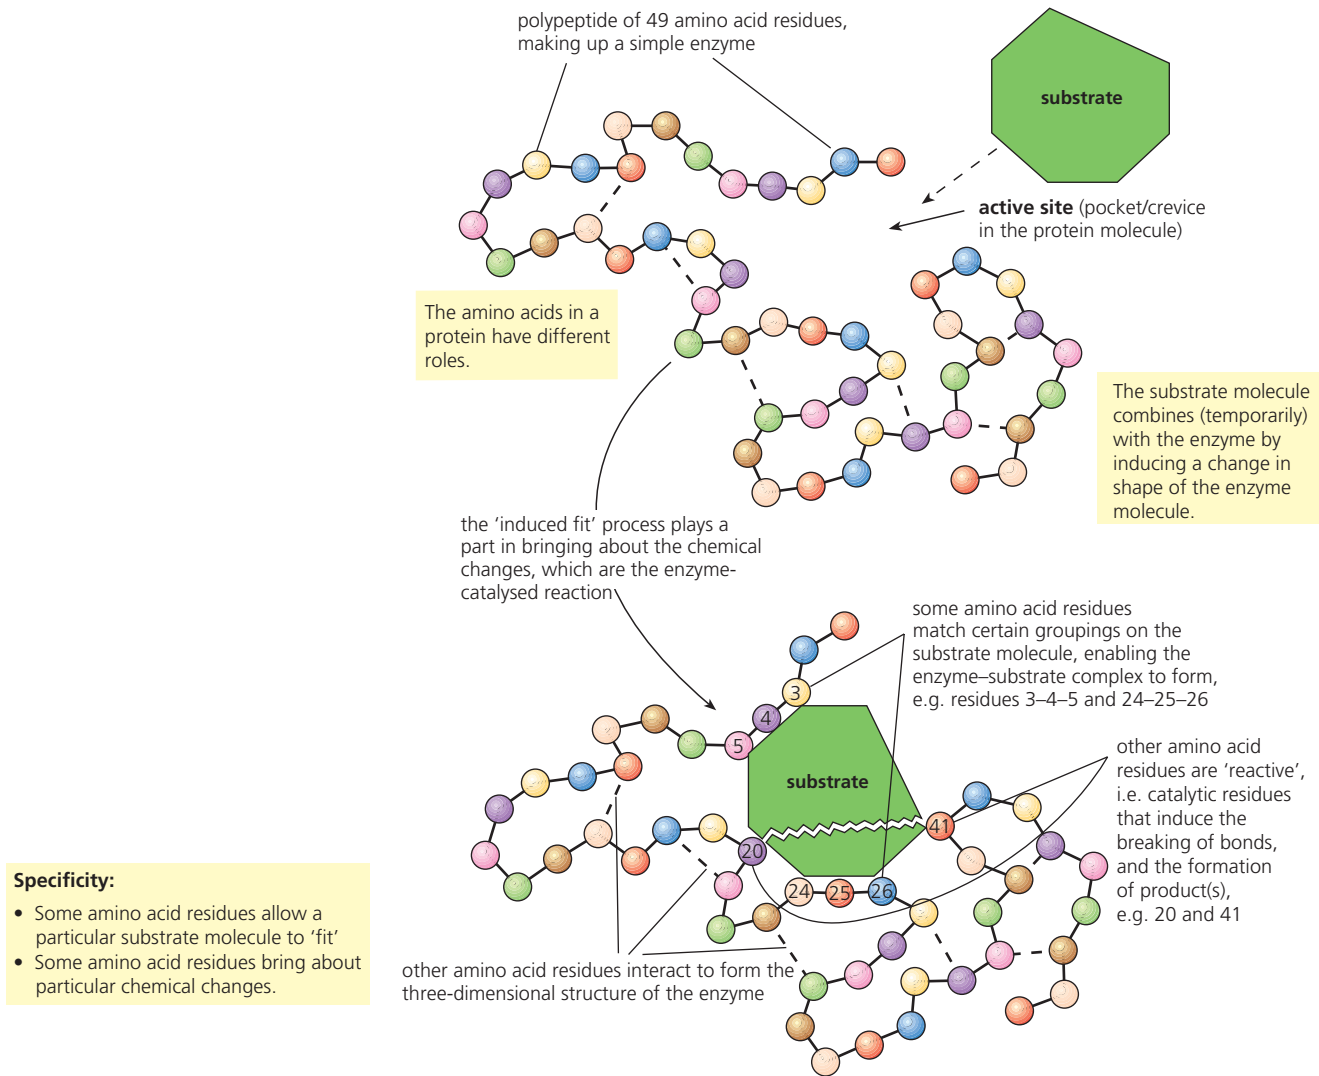 polypeptide of 49 amino acid residues,
making up a simple enzyme
substrate
active site (pocket/crevice
in the protein molecule)
The amino acids in a
protein have different
roles.
The substrate molecule
combines (temporarily)
with the enzyme by
inducing a change in
shape of the enzyme
molecule.
the ‘induced fit’ process plays a
part in bringing about the chemical
changes, which are the enzyme-
catalysed reaction
some amino acid residues
match certain groupings on the
substrate molecule, enabling the
enzyme–substrate complex to form,
e.g. residues 3–4–5 and 24–25–26
3
4
5
substrate
other amino acid
residues are ‘reactive’,
i.e. catalytic residues
that induce the
breaking of bonds,
and the formation
of product(s),
e.g. 20 and 41
41
20
24 25 26
Specificity:
• Some amino acid residues allow a
particular substrate molecule to ‘fit’
• Some amino acid residues bring about
particular chemical changes.
other amino acid residues interact to form the
three-dimensional structure of the enzyme